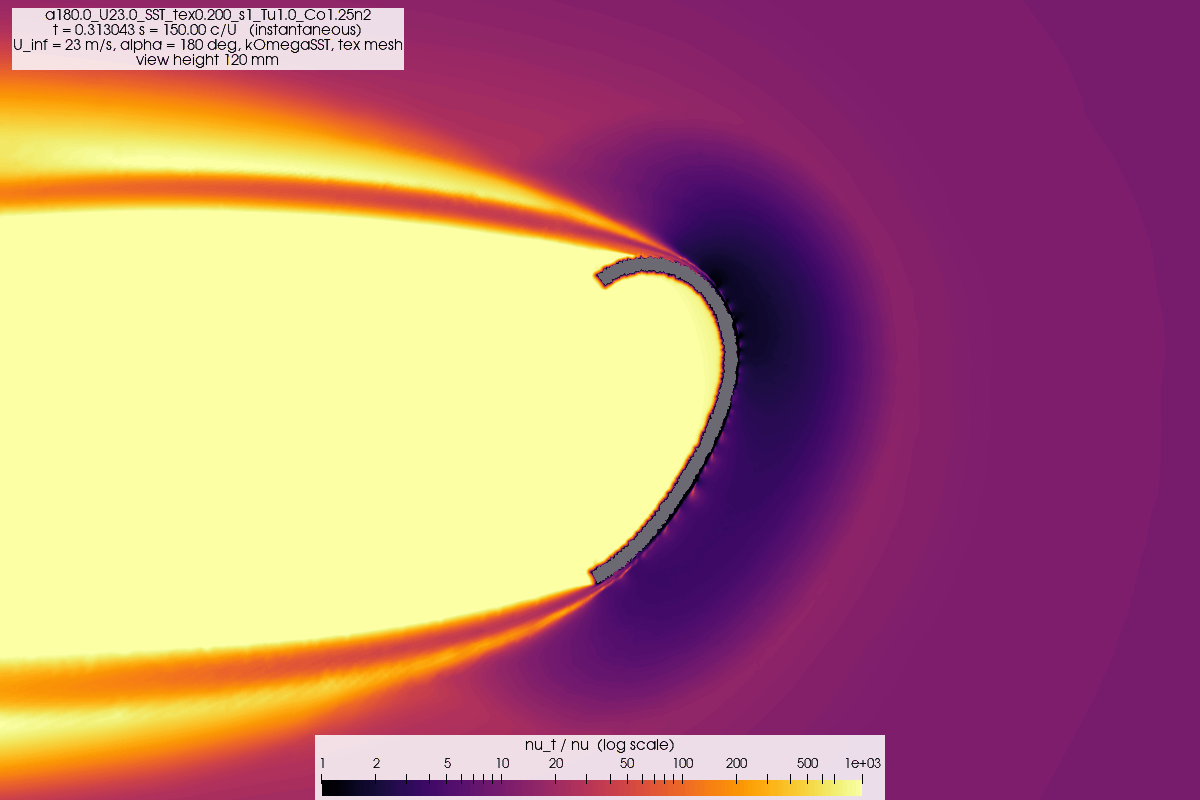 a180.0_U23.0_SST_tex0.200_s1_Tu1.0_Co1.25n2
t = 0.313043 s = 150.00 c/U (instantaneous)
U_inf = 23 m/s, alpha = 180 deg, kOmegaSST, tex mesh
view height 120 mm
nu_t / nu (log scale)
1 2 5 10 20 50 100 200 500 1e+03